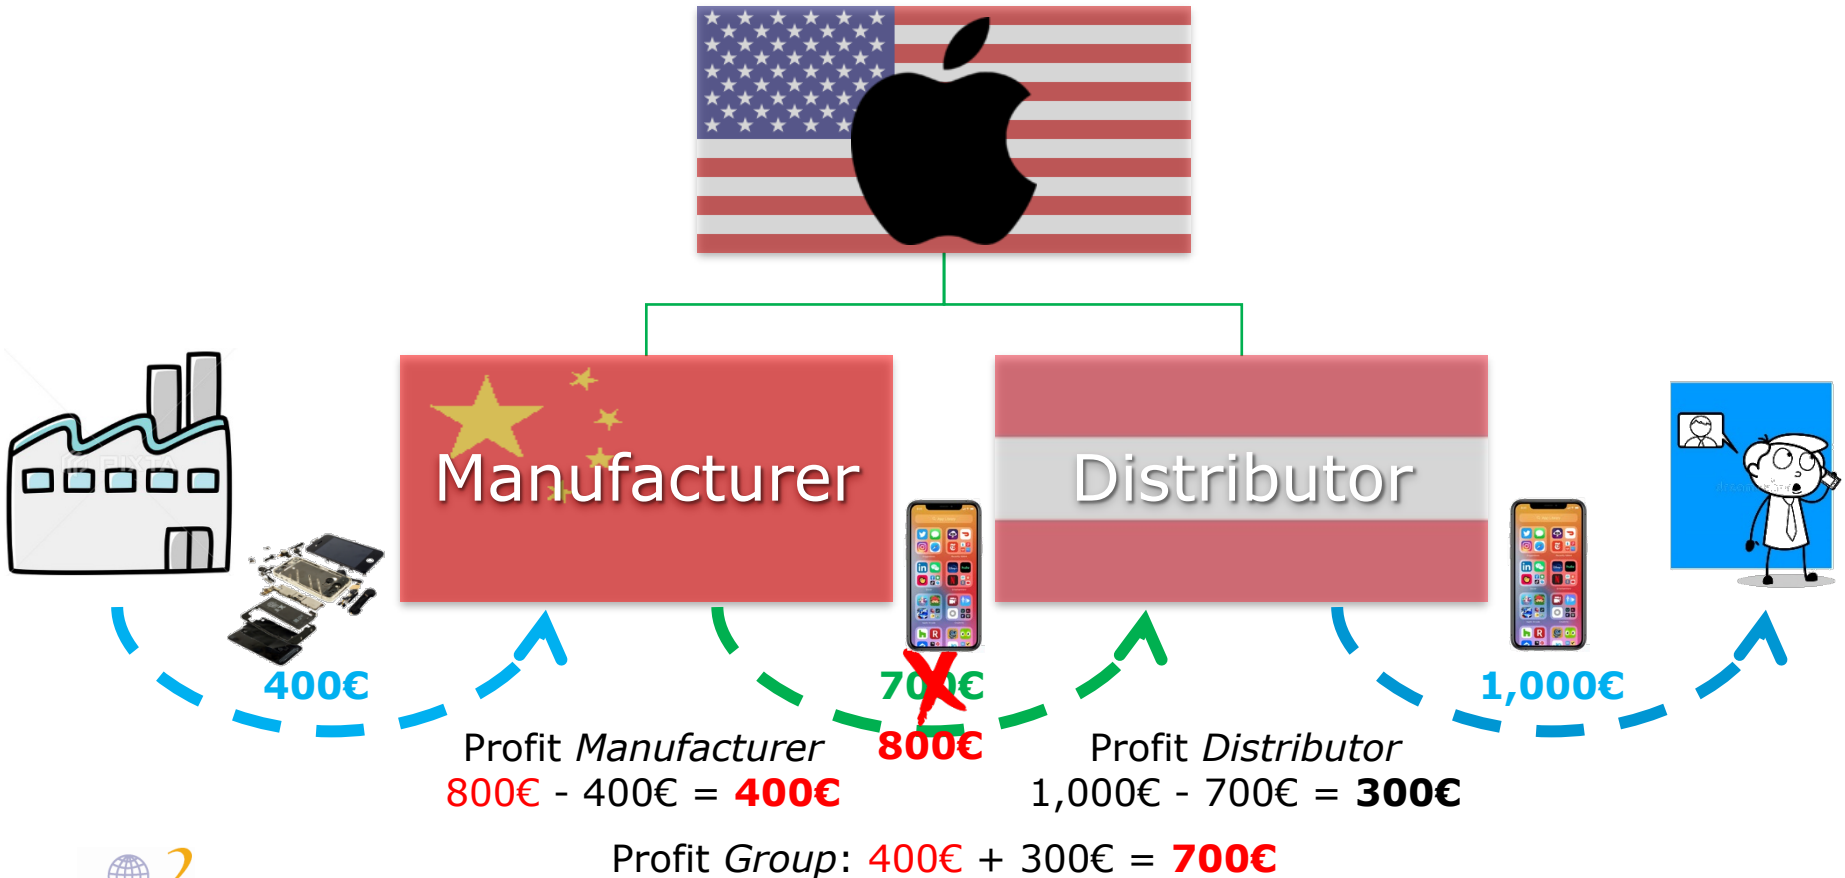 Manufacturer
Distributor
400€
700€
1,000€
800€
Profit Manufacturer
800€ - 400€ = 400€
Profit Distributor
1,000€ - 700€ = 300€
Profit Group: 400€ + 300€ = 700€